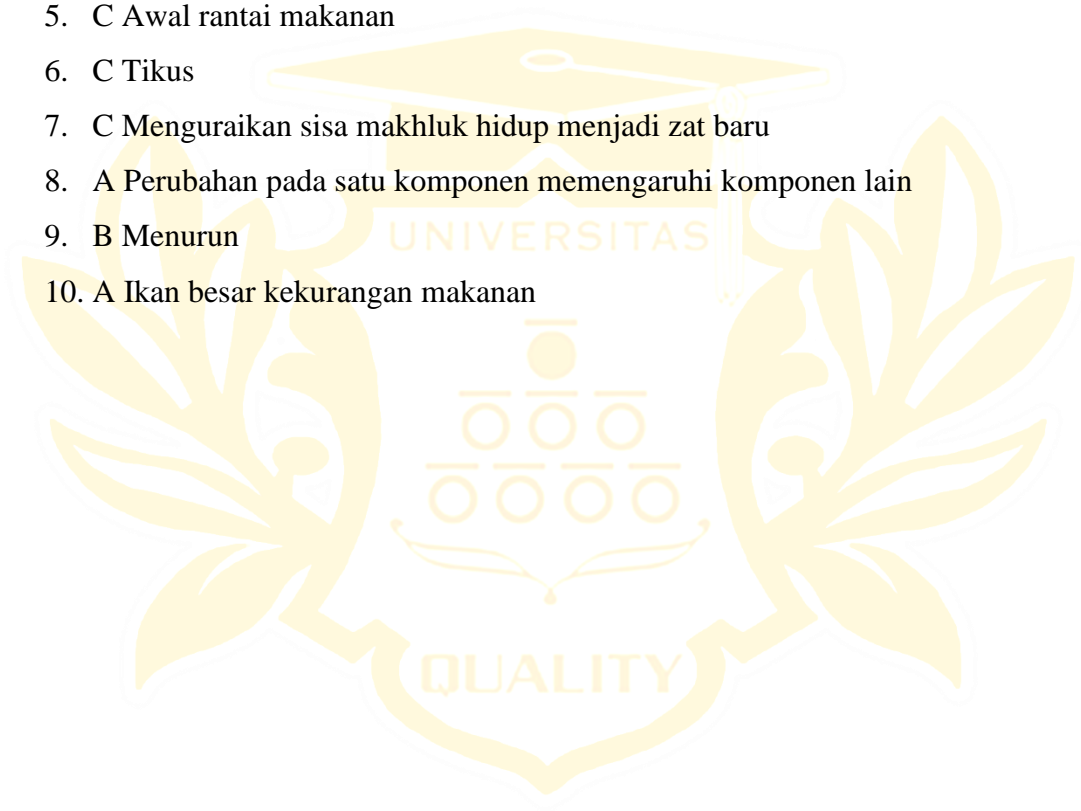 5. C Awal rantai makanan
6. C Tikus
7. C Menguraikan sisa makhluk hidup menjadi zat baru
8. A Perubahan pada satu komponen memengaruhi komponen lain
UNIVERSITAS
9. B Menurun
10. A Ikan besar kekurangan makanan
QUALITY